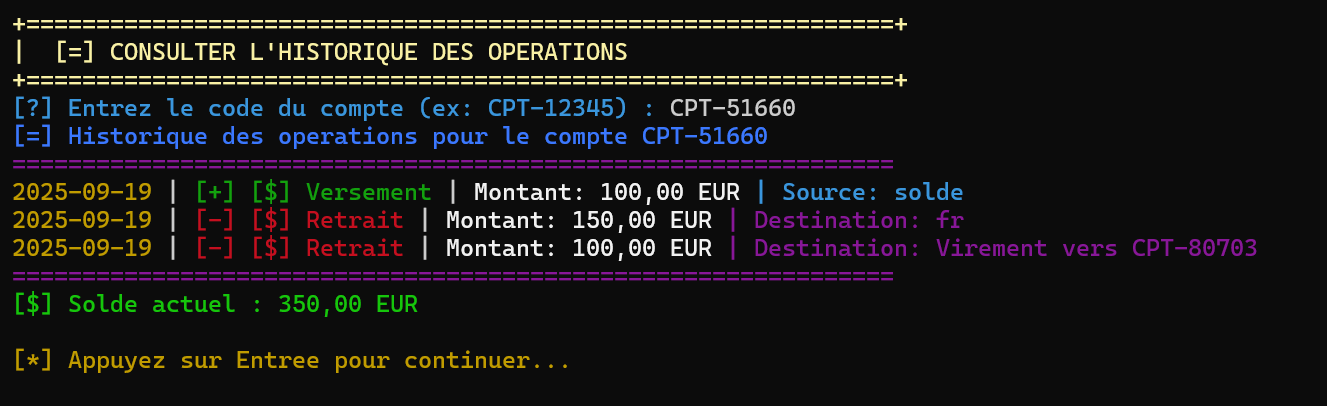 +==============================================================+
|  [=] CONSULTER L'HISTORIQUE DES OPERATIONS
+==============================================================+
[?] Entrez le code du compte (ex: CPT-12345) : CPT-51660
[=] Historique des operations pour le compte CPT-51660
===============================================================
2025-09-19 | [+] [$] Versement | Montant: 100,00 EUR | Source: solde
2025-09-19 | [-] [$] Retrait | Montant: 150,00 EUR | Destination: fr
2025-09-19 | [-] [$] Retrait | Montant: 100,00 EUR | Destination: Virement vers CPT-80703
===============================================================
[$] Solde actuel : 350,00 EUR
[*] Appuyez sur Entree pour continuer...